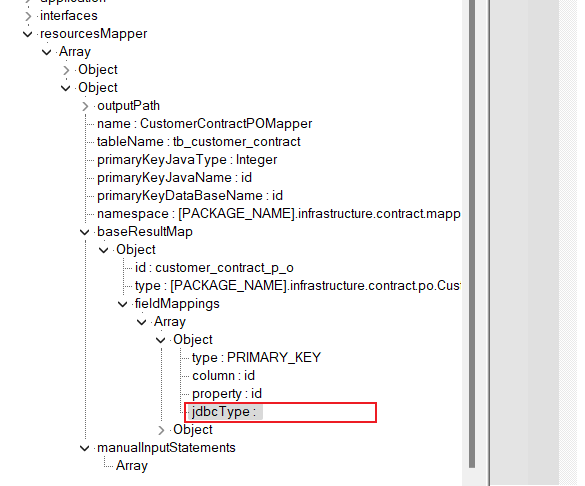 application
interfaces
resourcesMapper
Array
Object
Object
outputPath
name : CustomerContractPOMapper
tableName : tb_customer_contract
primaryKeyJavaType : Integer
primaryKeyJavaName : id
primaryKeyDataBaseName : id
namespace : [PACKAGE_NAME].infrastructure.contract.mapp
baseResultMap
Object
id : customer_contract_p_o
type : [PACKAGE_NAME].infrastructure.contract.po.Cus
fieldMappings
Array
Object
type : PRIMARY_KEY
column : id
property : id
jdbcType :
Object
manualInputStatements
Array